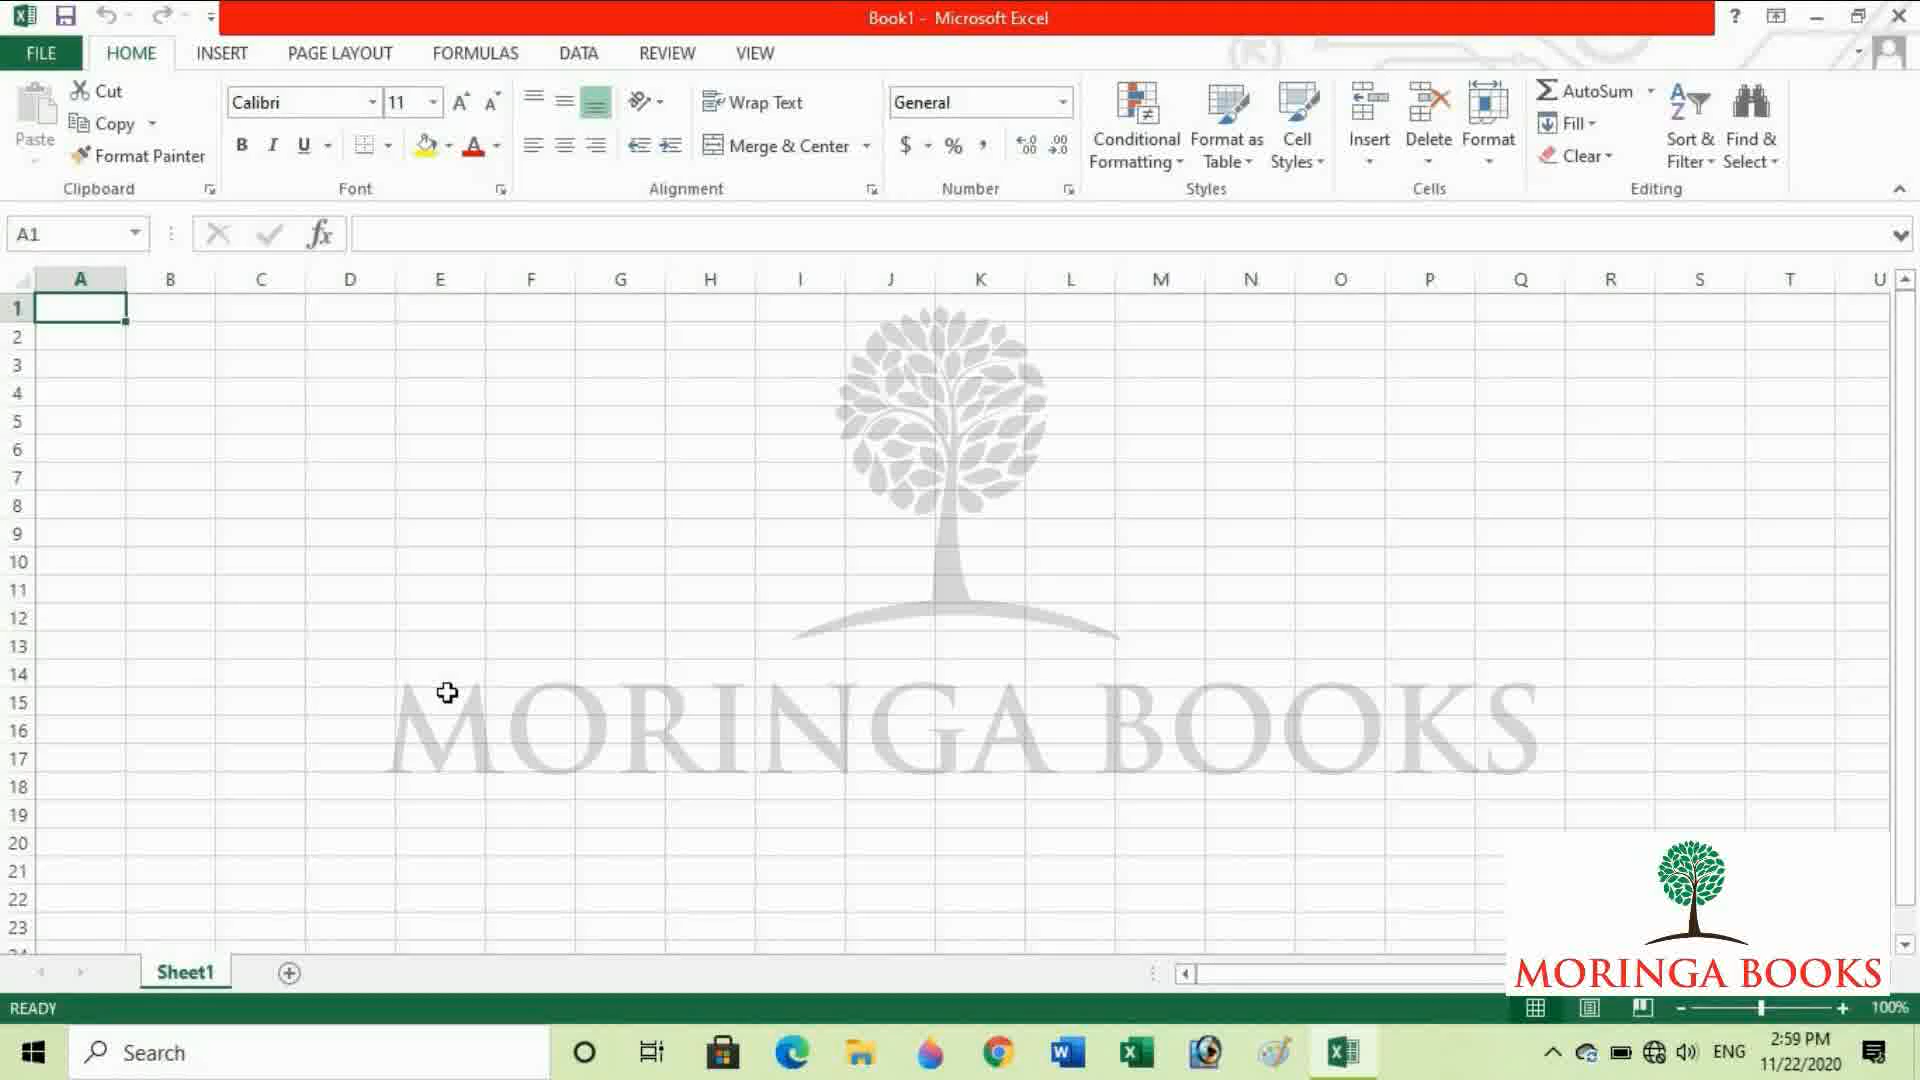 Book1 - Microsoft Excel
?
FILE HOME INSERT PAGE LAYOUT FORMULAS DATA REVIEW VIEW
Paste
Cut
Copy
Format Painter
Clipboard
Calibri 11
B I U
Font
Wrap Text
Merge & Center
Alignment
General
$ % ,
Number
Conditional Formatting
Format as Table
Cell Styles
Styles
Insert
Delete
Format
Cells
AutoSum
Fill
Clear
Sort & Filter
Find & Select
Editing
A1
fx
A B C D E F G H I J K L M N O P Q R S T U
1
2
3
4
5
6
7
8
9
10
11
12
13
14
15
16
17
18
19
20
21
22
23
MORINGA BOOKS
MORINGA BOOKS
Sheet1
READY
100%
Search
ENG
2:59 PM
11/22/2020